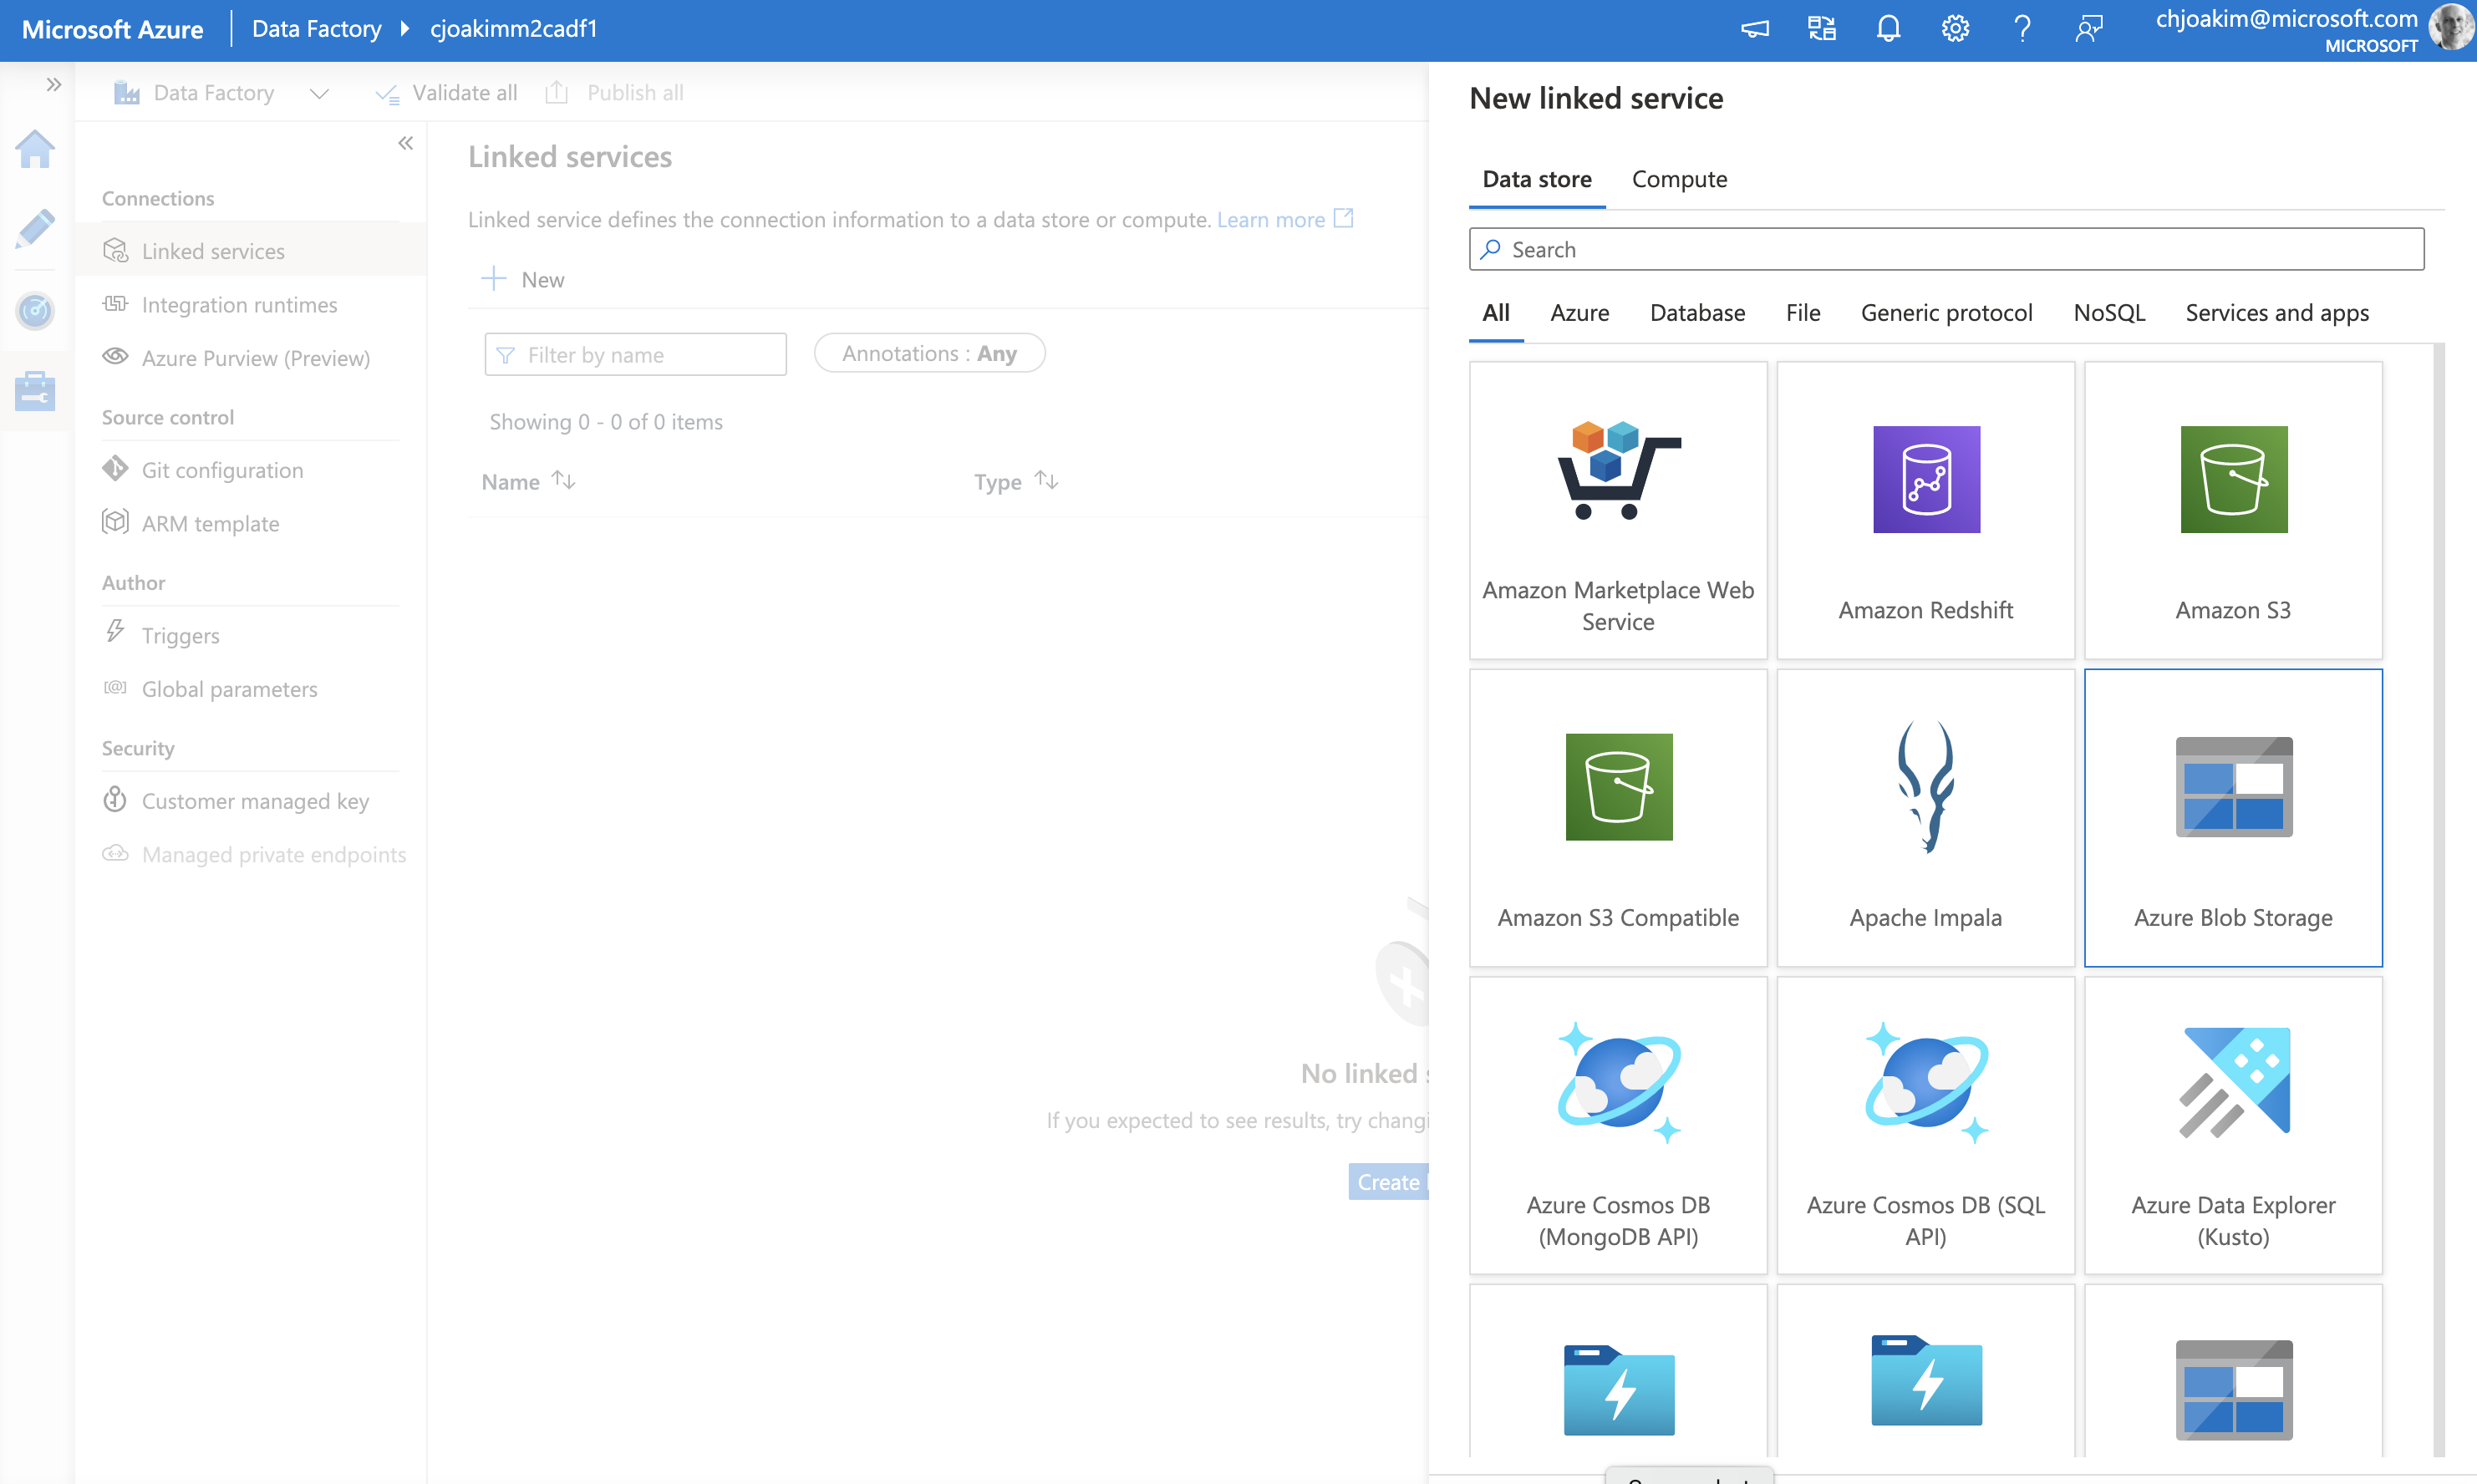 Microsoft Azure
Data Factory
cjoakimm2cadf1
chjoakim@microsoft.com
MICROSOFT
Data Factory
Validate all
Publish all
Connections
Linked services
Integration runtimes
Azure Purview (Preview)
Source control
Git configuration
ARM template
Author
Triggers
Global parameters
Security
Customer managed key
Managed private endpoints
Linked services
Linked service defines the connection information to a data store or compute. Learn more
New
Filter by name
Annotations : Any
Showing 0 - 0 of 0 items
Name
Type
No linked
If you expected to see results, try changi
Create
New linked service
Data store
Compute
Search
All
Azure
Database
File
Generic protocol
NoSQL
Services and apps
Amazon Marketplace Web
Service
Amazon Redshift
Amazon S3
Amazon S3 Compatible
Apache Impala
Azure Blob Storage
Azure Cosmos DB
(MongoDB API)
Azure Cosmos DB (SQL
API)
Azure Data Explorer
(Kusto)